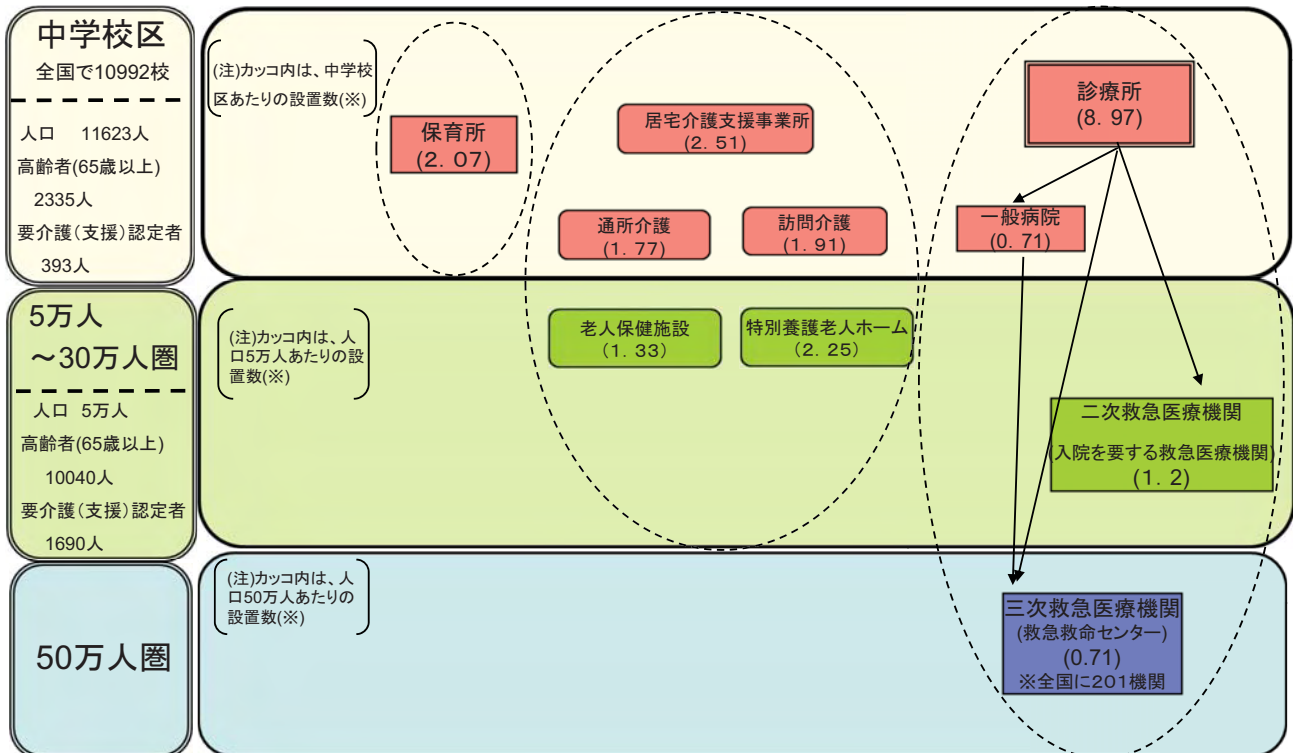 中学校区
全国で10992校
人口　11623人
高齢者(65歳以上)
2335人
要介護(支援)認定者
393人
(注)カッコ内は、中学校
区あたりの設置数(※)
保育所
(2．07)
居宅介護支援事業所
(2．51)
通所介護
(1．77)
訪問介護
(1．91)
診療所
(8．97)
一般病院
(0．71)
5万人
～30万人圏
人口　5万人
高齢者(65歳以上)
10040人
要介護(支援)認定者
1690人
(注)カッコ内は、人
口5万人あたりの設
置数(※)
老人保健施設
(1．33)
特別養護老人ホーム
(2．25)
二次救急医療機関
(入院を要する救急医療機関)
(1．2)
50万人圏
(注)カッコ内は、人
口50万人あたりの
設置数(※)
三次救急医療機関
(救急救命センター)
(0.71)
※全国に201機関